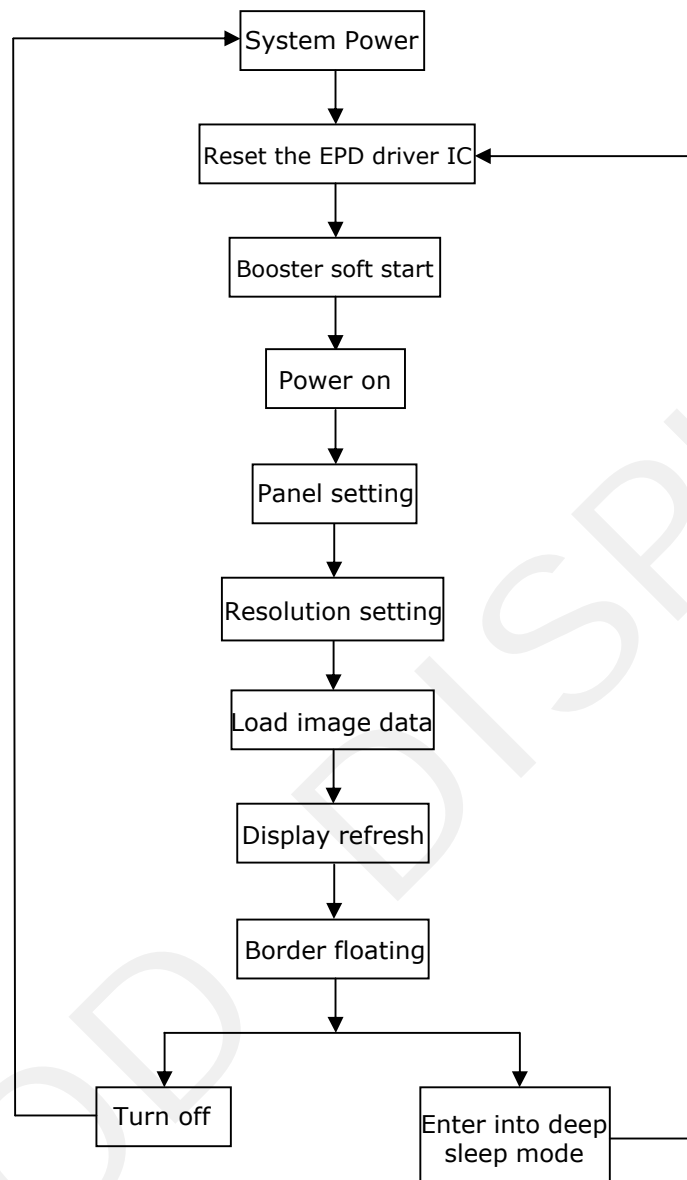 System Power
Reset the EPD driver IC
Booster soft start
Power on
Panel setting
Resolution setting
Load image data
Display refresh
Border floating
Turn off
Enter into deep
sleep mode